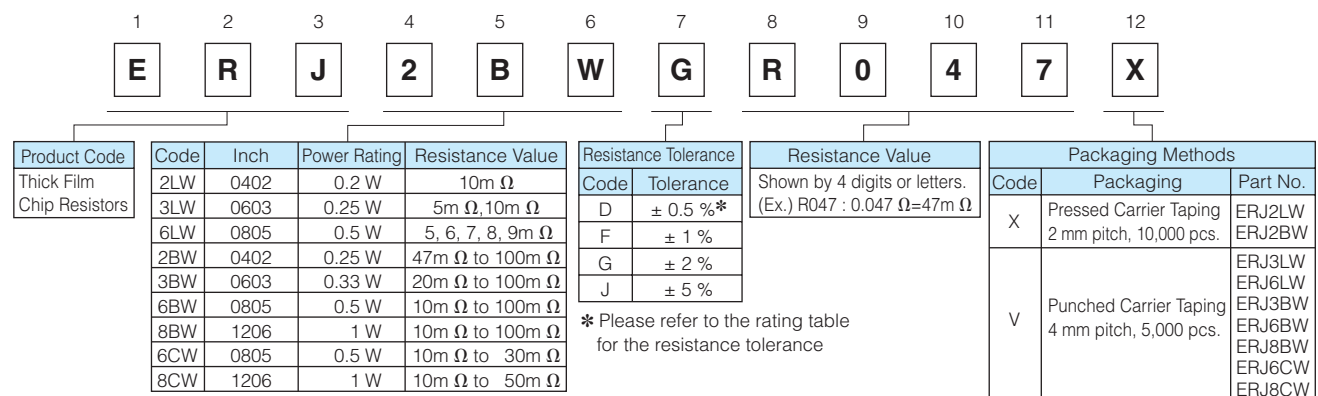 1 2 3 4 5 6 7 8 9 10 11 12
E R J 2 B W G R 0 4 7 X
Product Code
Thick Film
Chip Resistors
Code Inch Power Rating Resistance Value
2LW 0402 0.2 W 10m Ω
3LW 0603 0.25 W 5m Ω,10m Ω
6LW 0805 0.5 W 5, 6, 7, 8, 9m Ω
2BW 0402 0.25 W 47m Ω to 100m Ω
3BW 0603 0.33 W 20m Ω to 100m Ω
6BW 0805 0.5 W 10m Ω to 100m Ω
8BW 1206 1 W 10m Ω to 100m Ω
6CW 0805 0.5 W 10m Ω to 30m Ω
8CW 1206 1 W 10m Ω to 50m Ω
Resistance Tolerance
Code Tolerance
D ± 0.5 %✱
F ± 1 %
G ± 2 %
J ± 5 %
✱ Please refer to the rating table
for the resistance tolerance
Resistance Value
Shown by 4 digits or letters.
(Ex.) R047 : 0.047 Ω=47m Ω
Packaging Methods
Code Packaging Part No.
X Pressed Carrier Taping
2 mm pitch, 10,000 pcs.
ERJ2LW
ERJ2BW
V Punched Carrier Taping
4 mm pitch, 5,000 pcs.
ERJ3LW
ERJ6LW
ERJ3BW
ERJ6BW
ERJ8BW
ERJ6CW
ERJ8CW